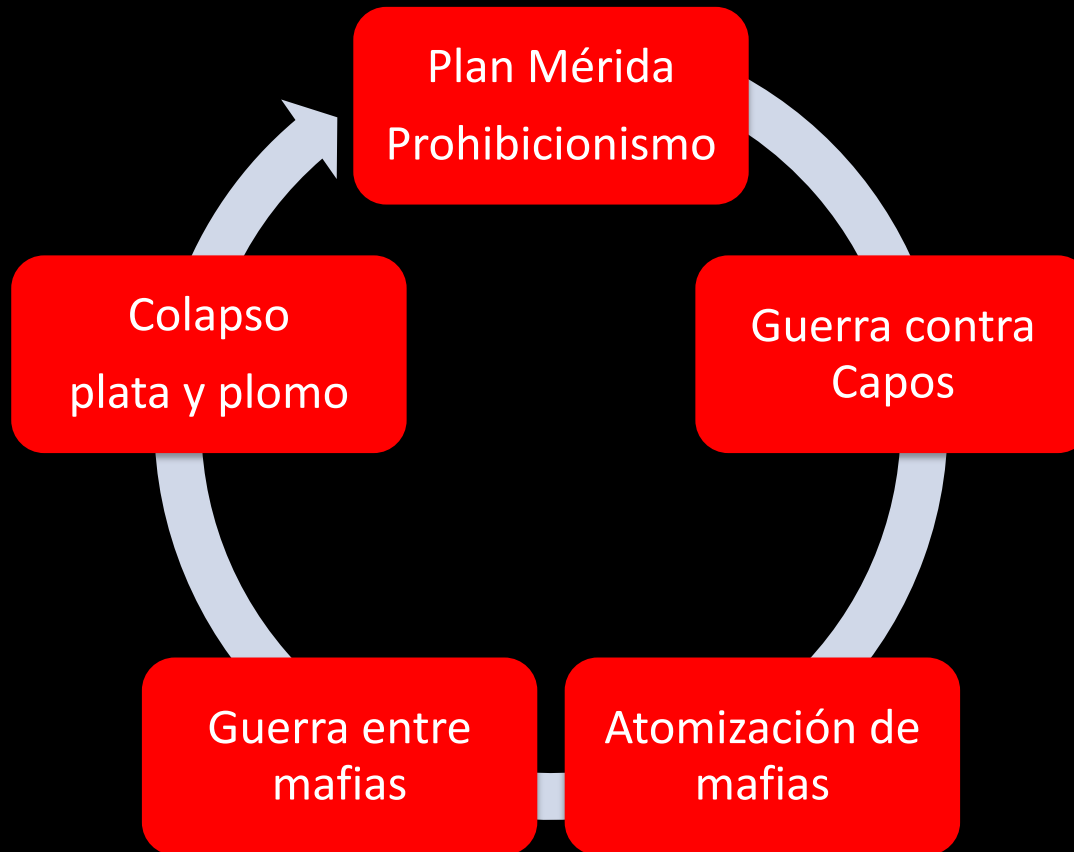 Plan Mérida
Prohibicionismo
Guerra contra
Capos
Atomización de
mafias
Guerra entre
mafias
Colapso
plata y plomo